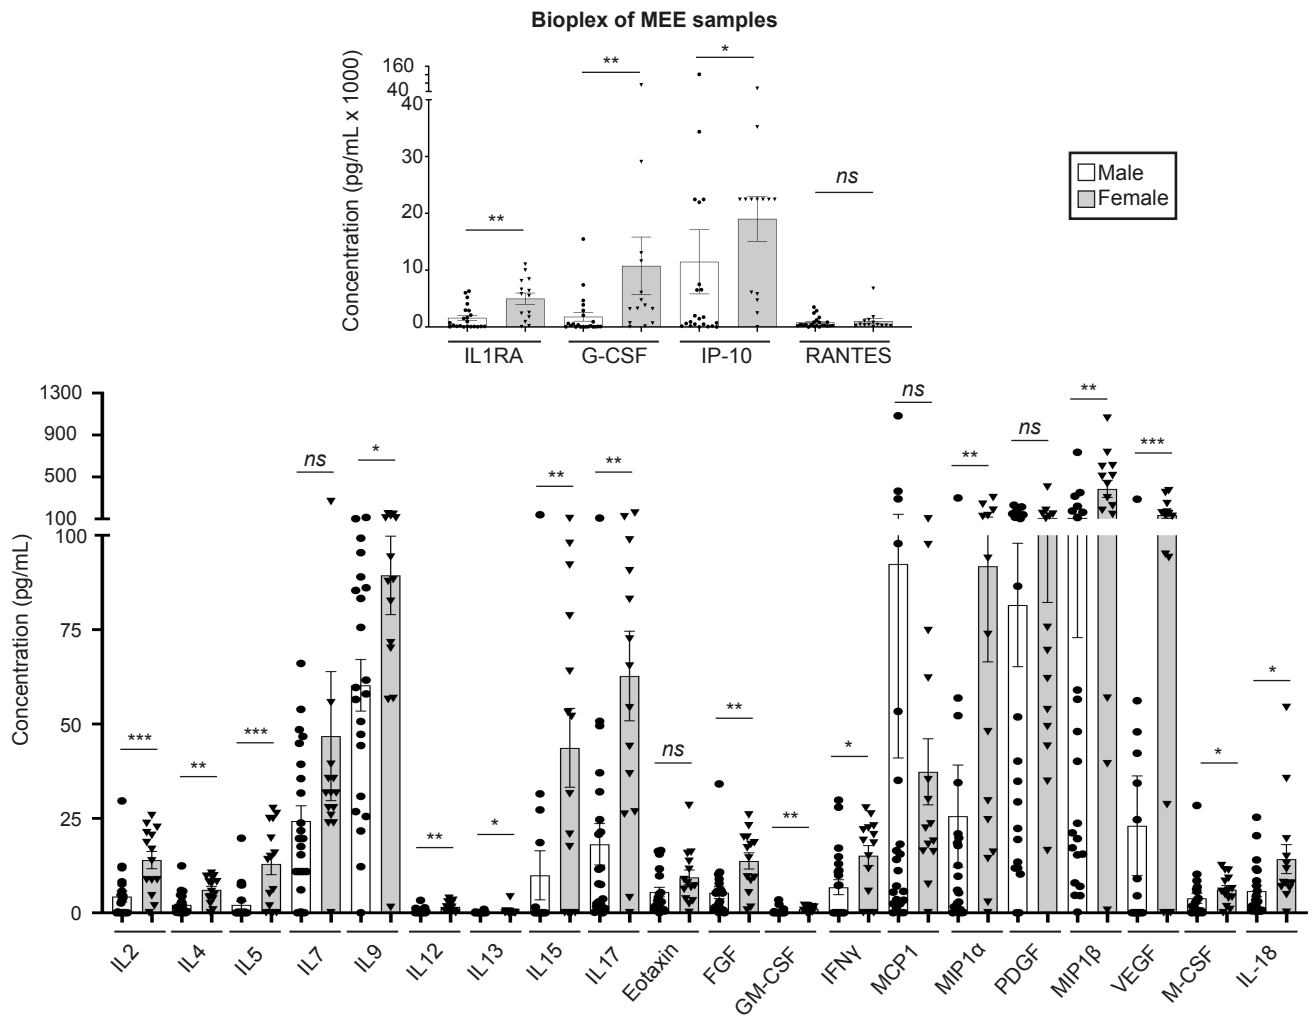 Bioplex of MEE samples
Concentration (pg/mL x 1000)
160
40
40
30
20
10
0
**
**
*
ns
IL1RA
G-CSF
IP-10
RANTES
Male
Female
Concentration (pg/mL)
1300
900
500
100
100
75
50
25
0
***
**
***
ns
*
**
*
**
**
ns
**
**
*
ns
**
ns
**
***
*
*
IL2
IL4
IL5
IL7
IL9
IL12
IL13
IL15
IL17
Eotaxin
FGF
GM-CSF
IFNγ
MCP1
MIP1α
PDGF
MIP1β
VEGF
M-CSF
IL-18